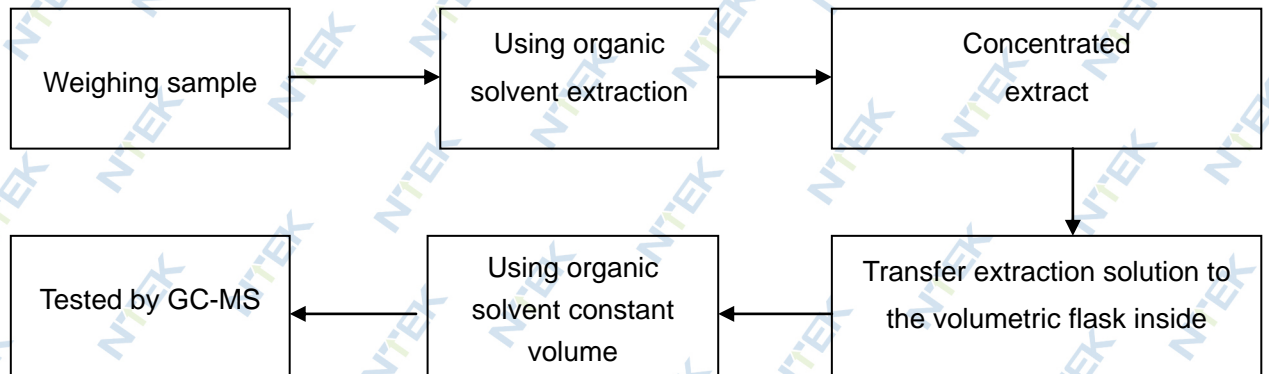 Weighing sample
Using organic
solvent extraction
Concentrated
extract
Transfer extraction solution to
the volumetric flask inside
Using organic
solvent constant
volume
Tested by GC-MS
NTEK